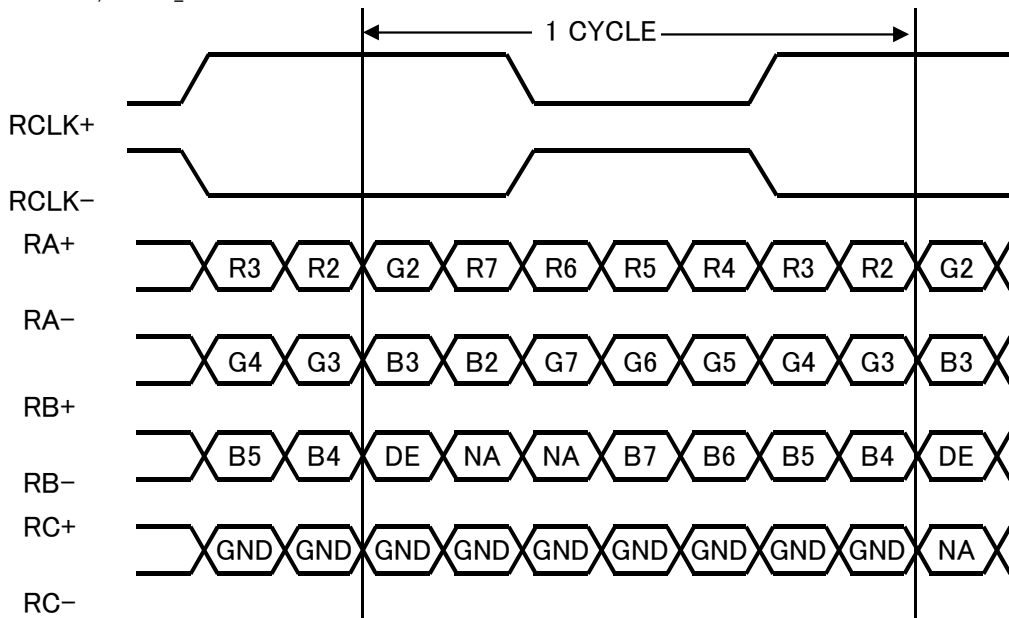 1 CYCLE
RCLK+
RCLK-
RA+
R3 R2 G2 R7 R6 R5 R4 R3 R2 G2
RA-
G4 G3 B3 B2 G7 G6 G5 G4 G3 B3
RB+
B5 B4 DE NA NA B7 B6 B5 B4 DE
RB-
RC+
GND GND GND GND GND GND GND GND GND NA
RC-